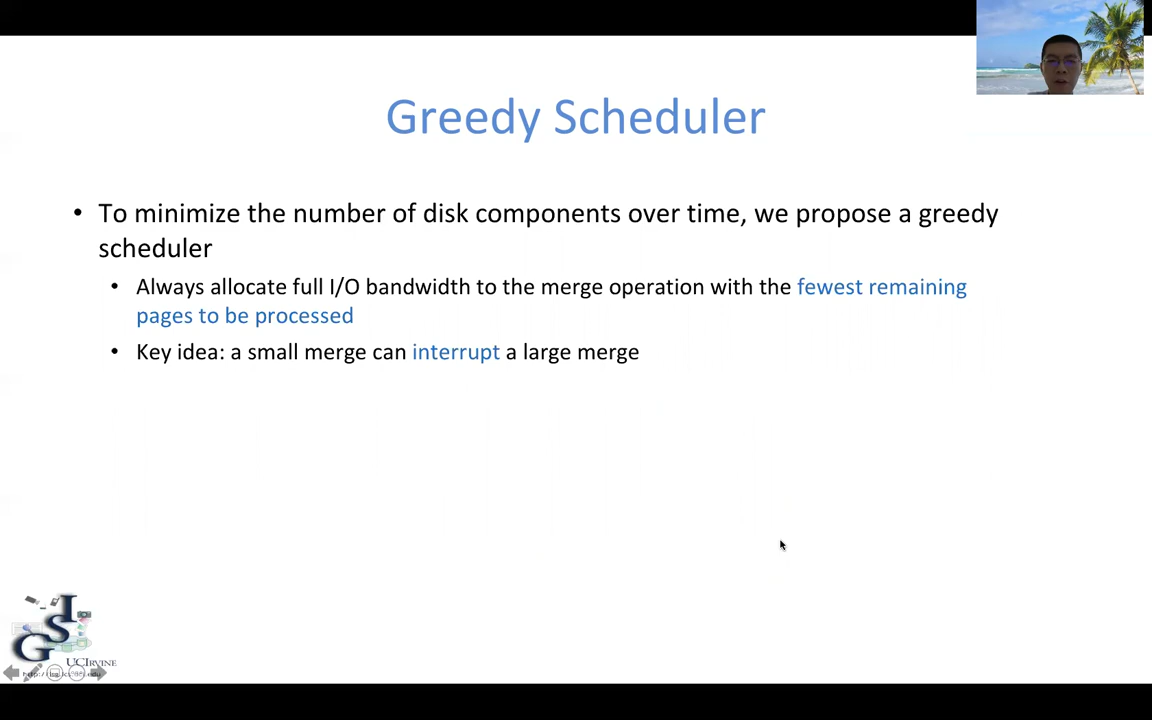 Greedy Scheduler
• To minimize the number of disk components over time, we propose a greedy
scheduler
• Always allocate full I/O bandwidth to the merge operation with the fewest remaining
pages to be processed
• Key idea: a small merge can interrupt a large merge
ISG
UCIRVINE